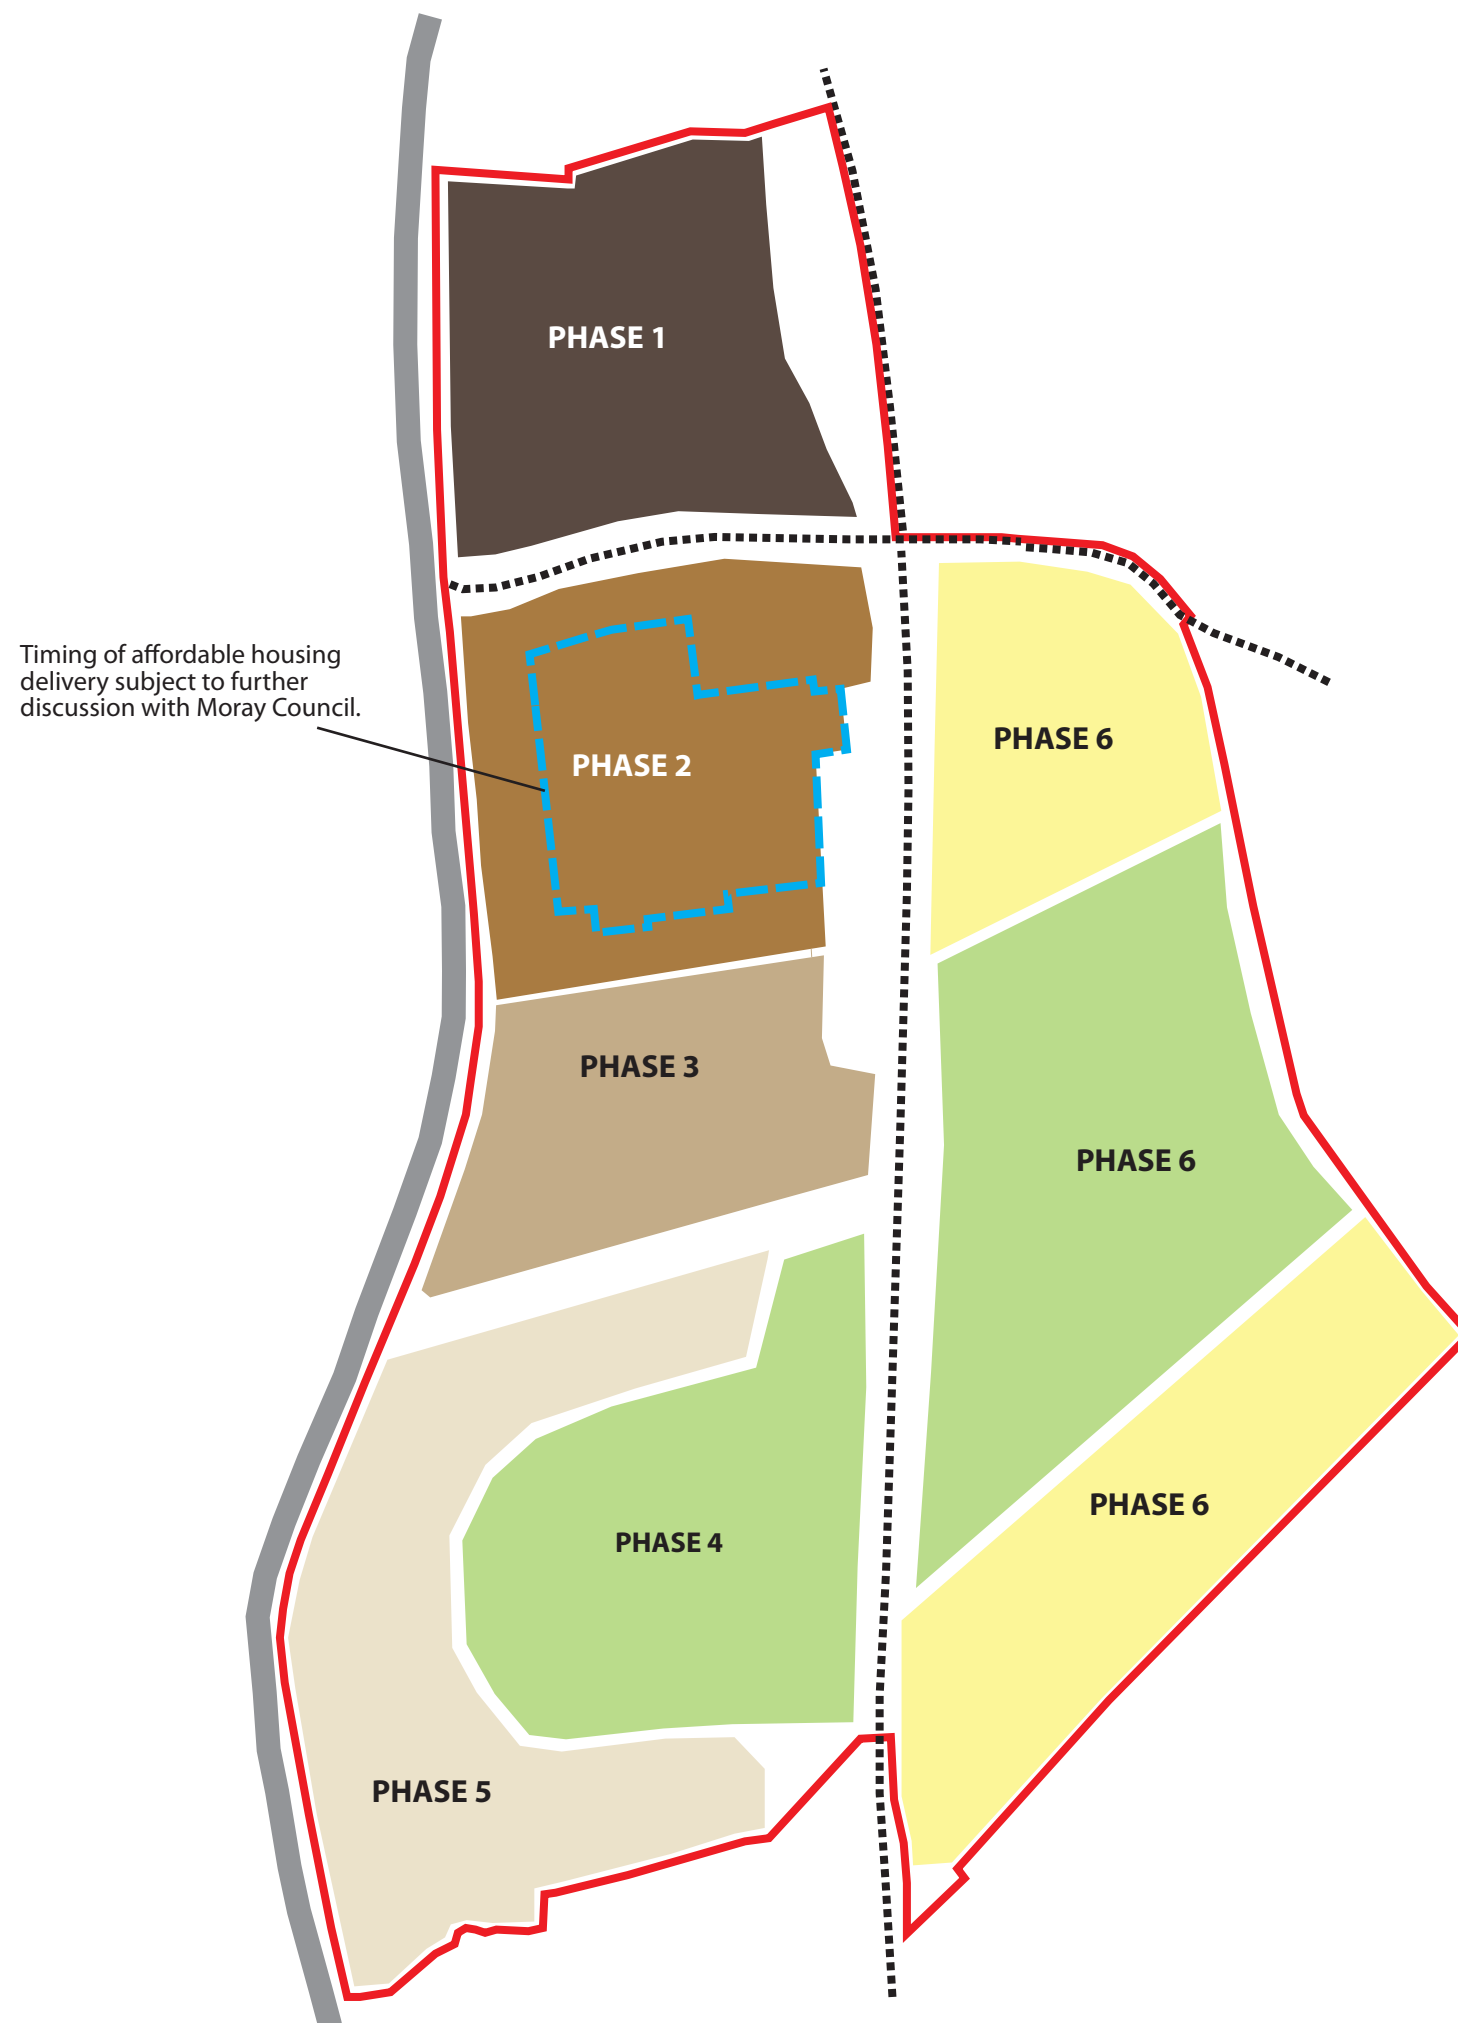 PHASE 1
Timing of affordable housing
delivery subject to further
discussion with Moray Council.
PHASE 2
PHASE 6
PHASE 3
PHASE 6
PHASE 6
PHASE 4
PHASE 5